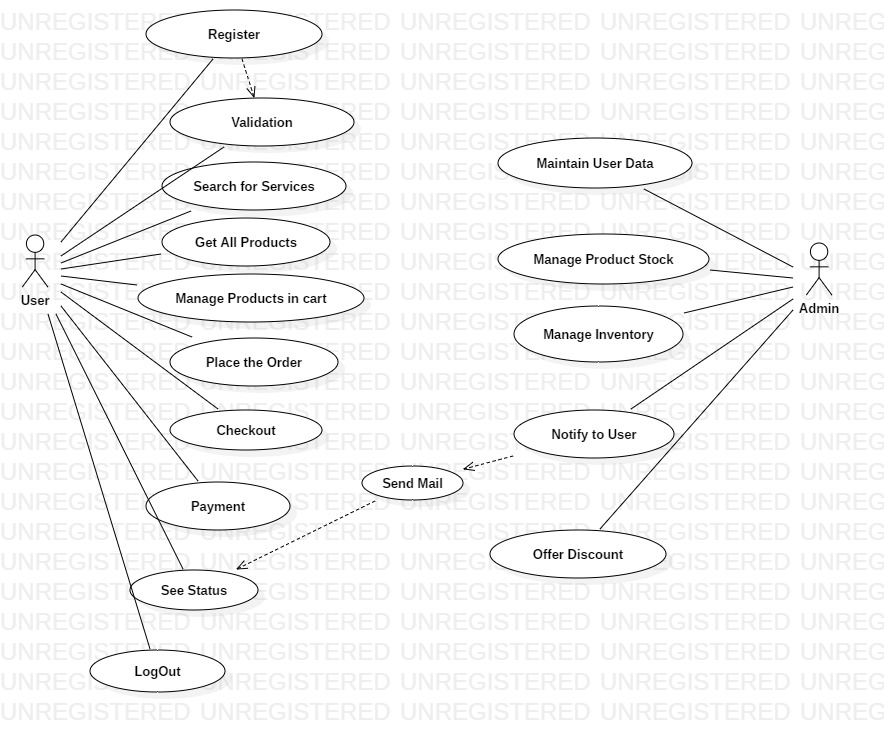 Register
Validation
Search for Services
Get All Products
Manage Products in cart
Place the Order
Checkout
Payment
See Status
LogOut
User
Send Mail
Maintain User Data
Manage Product Stock
Manage Inventory
Notify to User
Offer Discount
Admin
UNREGISTERED UNREGISTERED UNREGISTERED UNREGISTERED UNREG